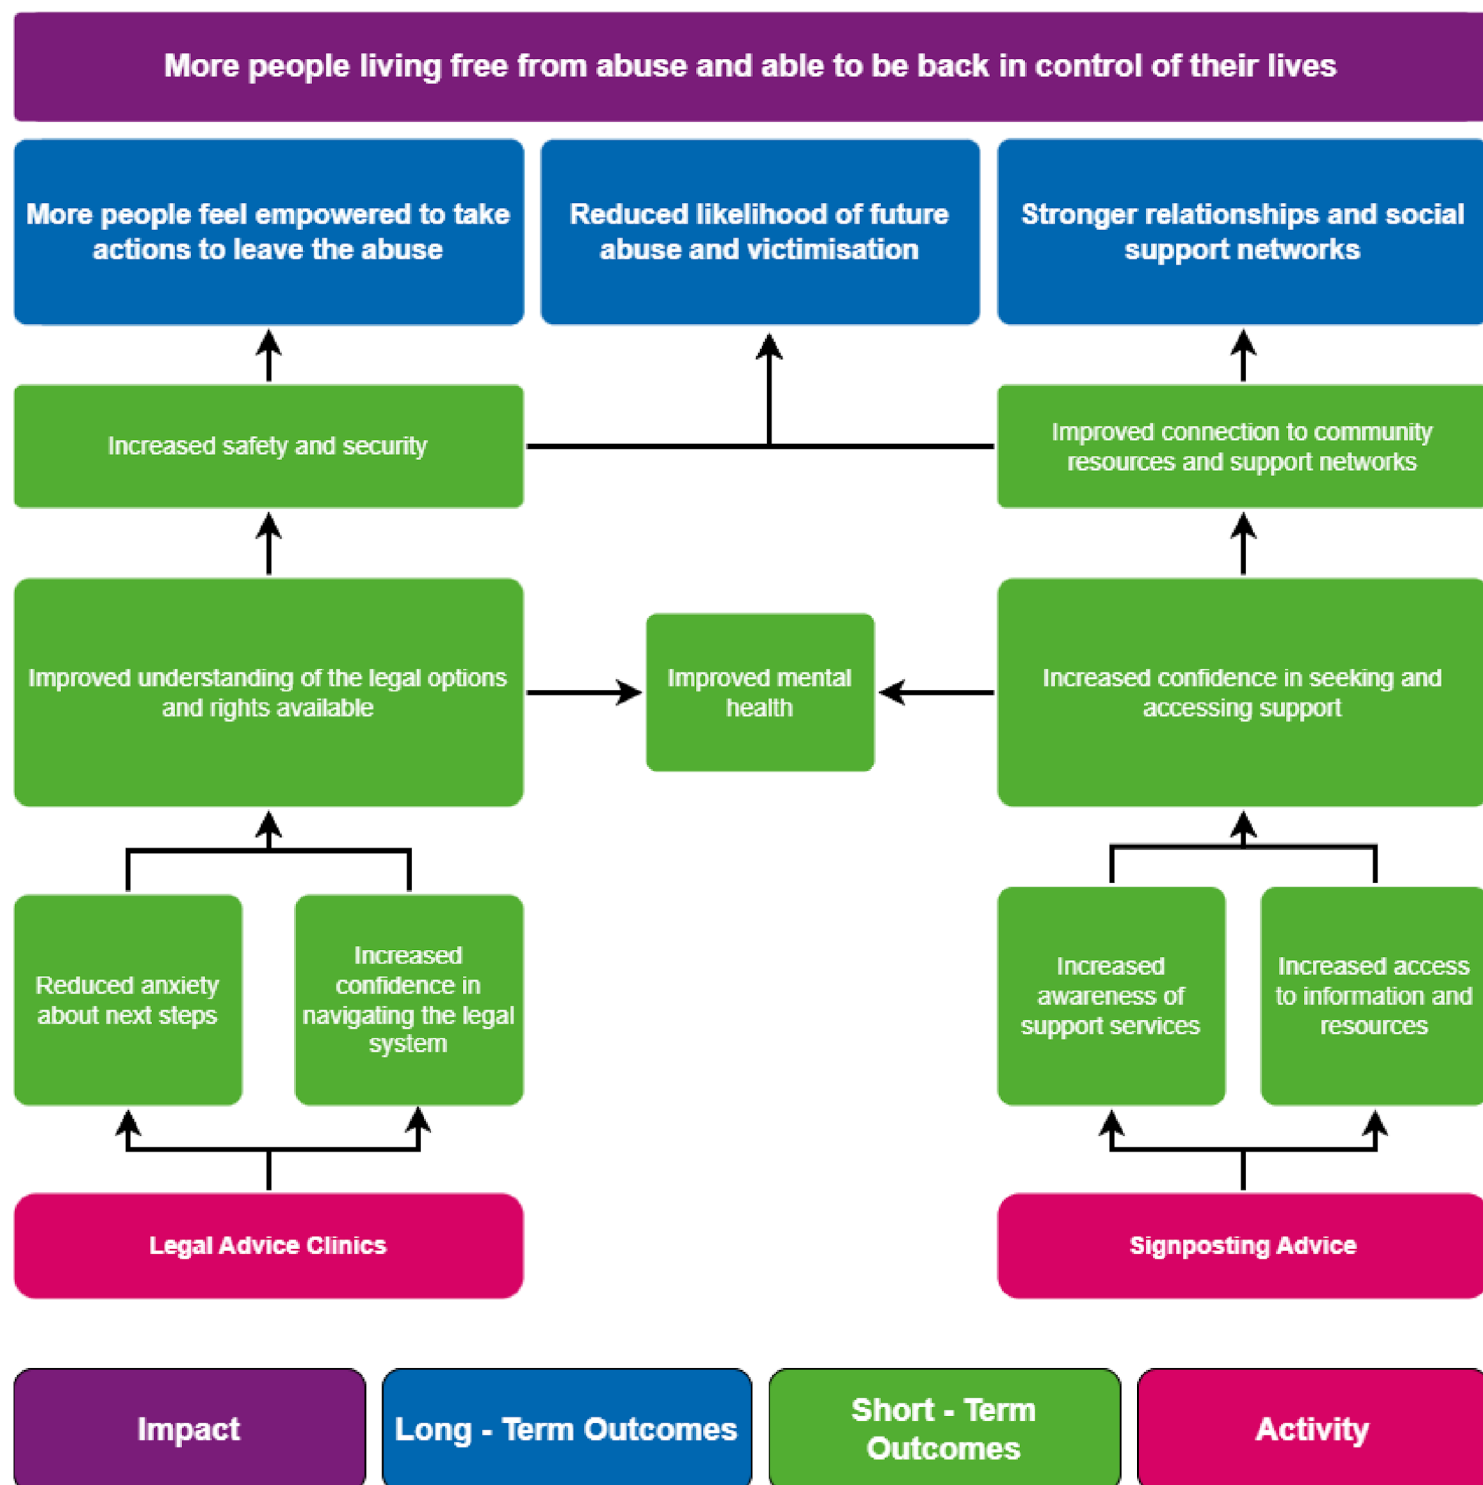 More people living free from abuse and able to be back in control of their lives
More people feel empowered to take
actions to leave the abuse
Reduced likelihood of future
abuse and victimisation
Stronger relationships and social
support networks
Increased safety and security
Improved connection to community
resources and support networks
Improved understanding of the legal options
and rights available
Improved mental
health
Increased confidence in seeking and
accessing support
Reduced anxiety
about next steps
Increased
confidence in
navigating the legal
system
Increased
awareness of
support services
Increased access
to information and
resources
Legal Advice Clinics
Signposting Advice
Impact
Long - Term Outcomes
Short - Term
Outcomes
Activity